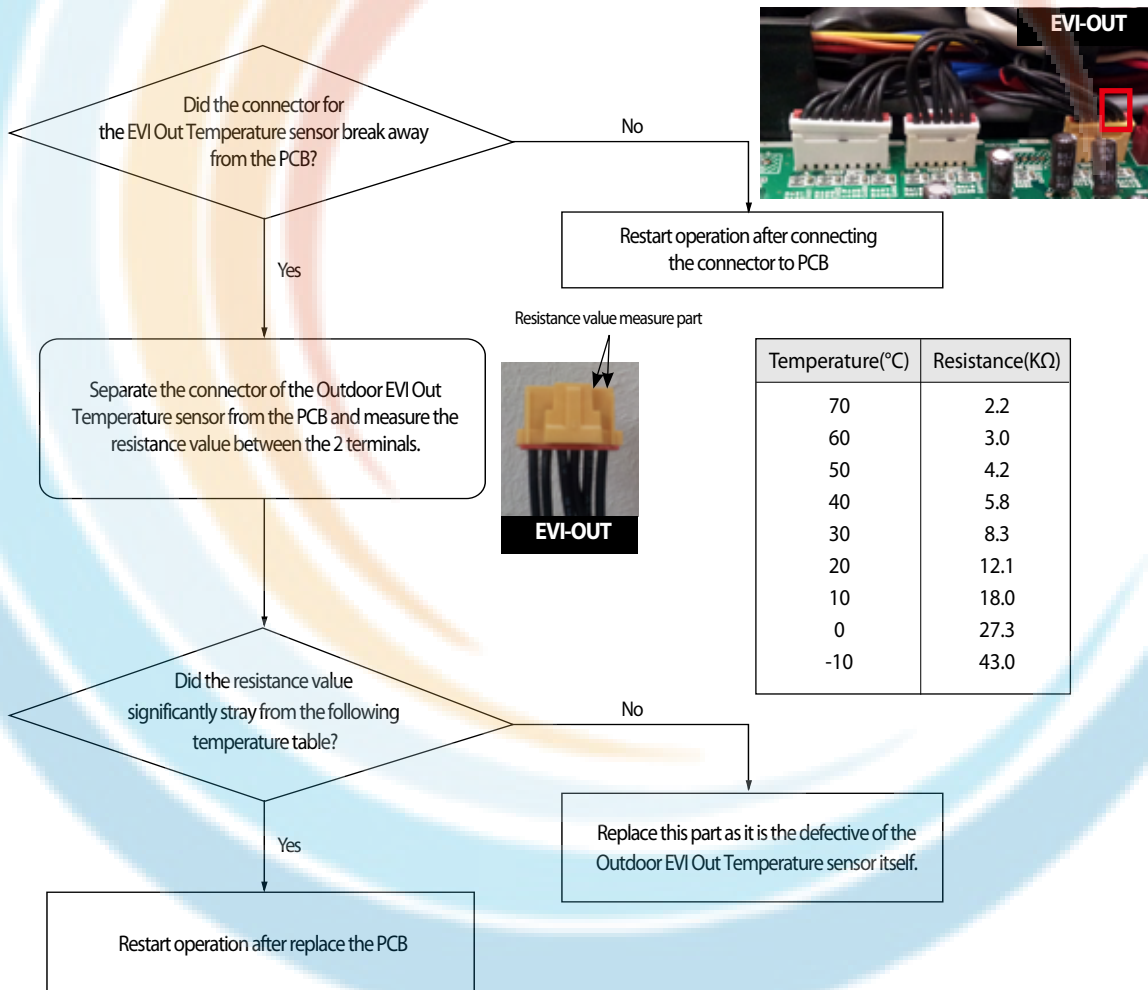 EVI-OUT
Did the connector for
the EVI Out Temperature sensor break away
from the PCB?
No
Restart operation after connecting
the connector to PCB
Yes
Resistance value measure part
Separate the connector of the Outdoor EVI Out
Temperature sensor from the PCB and measure the
resistance value between the 2 terminals.
EVI-OUT
Temperature(°C) Resistance(KΩ)
70 2.2
60 3.0
50 4.2
40 5.8
30 8.3
20 12.1
10 18.0
0 27.3
-10 43.0
Did the resistance value
significantly stray from the following
temperature table?
No
Replace this part as it is the defective of the
Outdoor EVI Out Temperature sensor itself.
Yes
Restart operation after replace the PCB